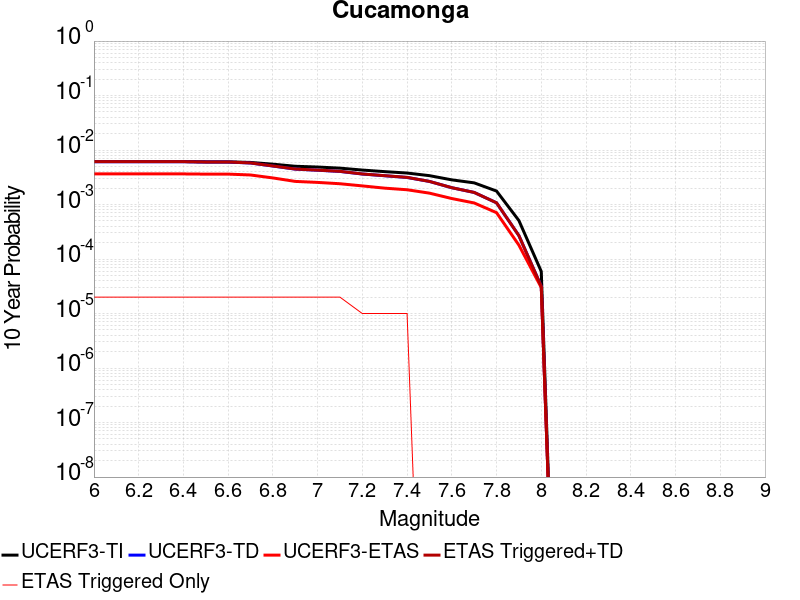 Cucamonga
10 0
10 -1
10 -2
10 -3
10 -4
10 -5
10 -6
10 -7
10 -8
10 Year Probability
6 6.2 6.4 6.6 6.8 7 7.2 7.4 7.6 7.8 8 8.2 8.4 8.6 8.8 9
Magnitude
UCERF3-TI UCERF3-TD UCERF3-ETAS ETAS Triggered+TD
ETAS Triggered Only